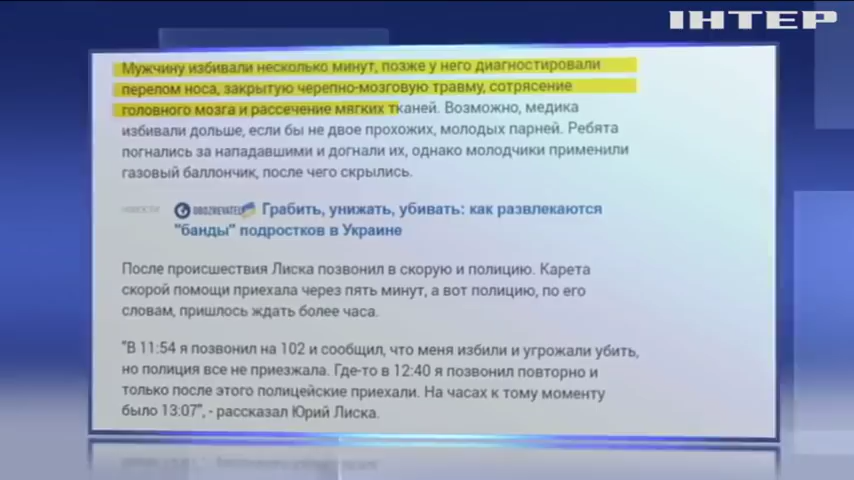 ІНТЕР
Мужчину избивали несколько минут, позже у него диагностировали
перелом носа, закрытую черепно-мозговую травму, сотрясение
головного мозга и рассечение мягких тканей. Возможно, медика
избивали дольше, если бы не двое прохожих, молодых парней. Ребята
погнались за нападавшими и догнали их, однако молодчики применили
газовый баллончик, после чего скрылись.
НОВОСТИ OBOZREVATEL Грабить, унижать, убивать: как развлекаются
"банды" подростков в Украине
После происшествия Лиска позвонил в скорую и полицию. Карета
скорой помощи приехала через пять минут, а вот полицию, по его
словам, пришлось ждать более часа.
"В 11:54 я позвонил на 102 и сообщил, что меня избили и угрожали убить,
но полиция все не приезжала. Где-то в 12:40 я позвонил повторно и
только после этого полицейские приехали. На часах к тому моменту
было 13:07", - рассказал Юрий Лиска.